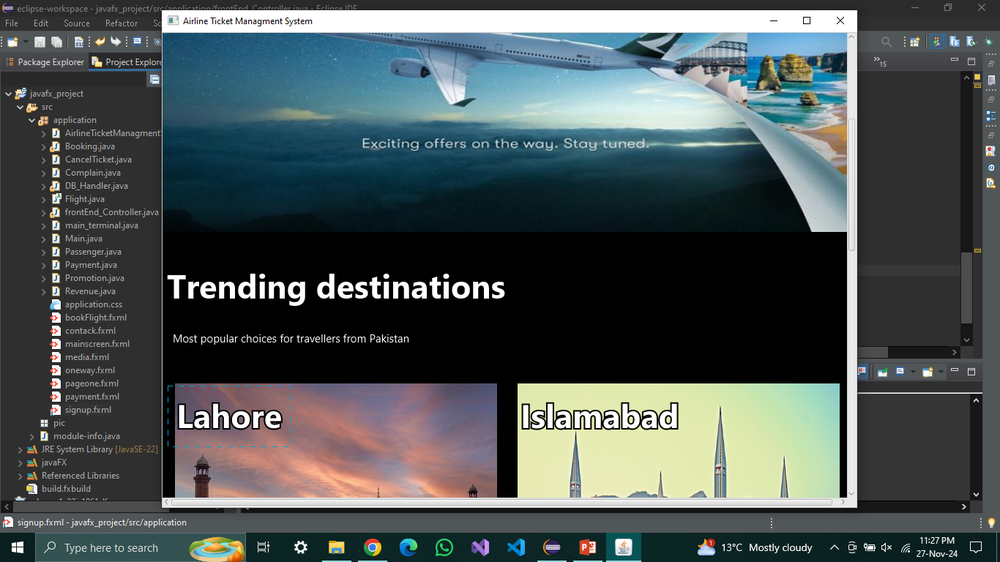 eclipse-workspace - javafx_project/src/application/frontEnd_Controller.java - Eclipse IDE
Airline Ticket Managment System
File Edit Source Refactor
Package Explorer
Project Explore
15
javafx_project
src
application
AirlineTicketManagment
Booking.java
CancelTicket.java
Complain.java
DB_Handler.java
Flight.java
frontEnd_Controller.java
main_terminal.java
Main.java
Passenger.java
Payment.java
Promotion.java
Revenue.java
application.css
bookFlight.fxml
contack.fxml
mainscreen.fxml
media.fxml
oneway.fxml
pageone.fxml
payment.fxml
signup.fxml
pic
module-info.java
JRE System Library [JavaSE-22]
javaFX
Referenced Libraries
build.fxbuild
Exciting offers on the way. Stay tuned.
Trending destinations
Most popular choices for travellers from Pakistan
Lahore
Islamabad
signup.fxml - javafx_project/src/application
Type here to search
1
13°C Mostly cloudy
11:27 PM
27-Nov-24